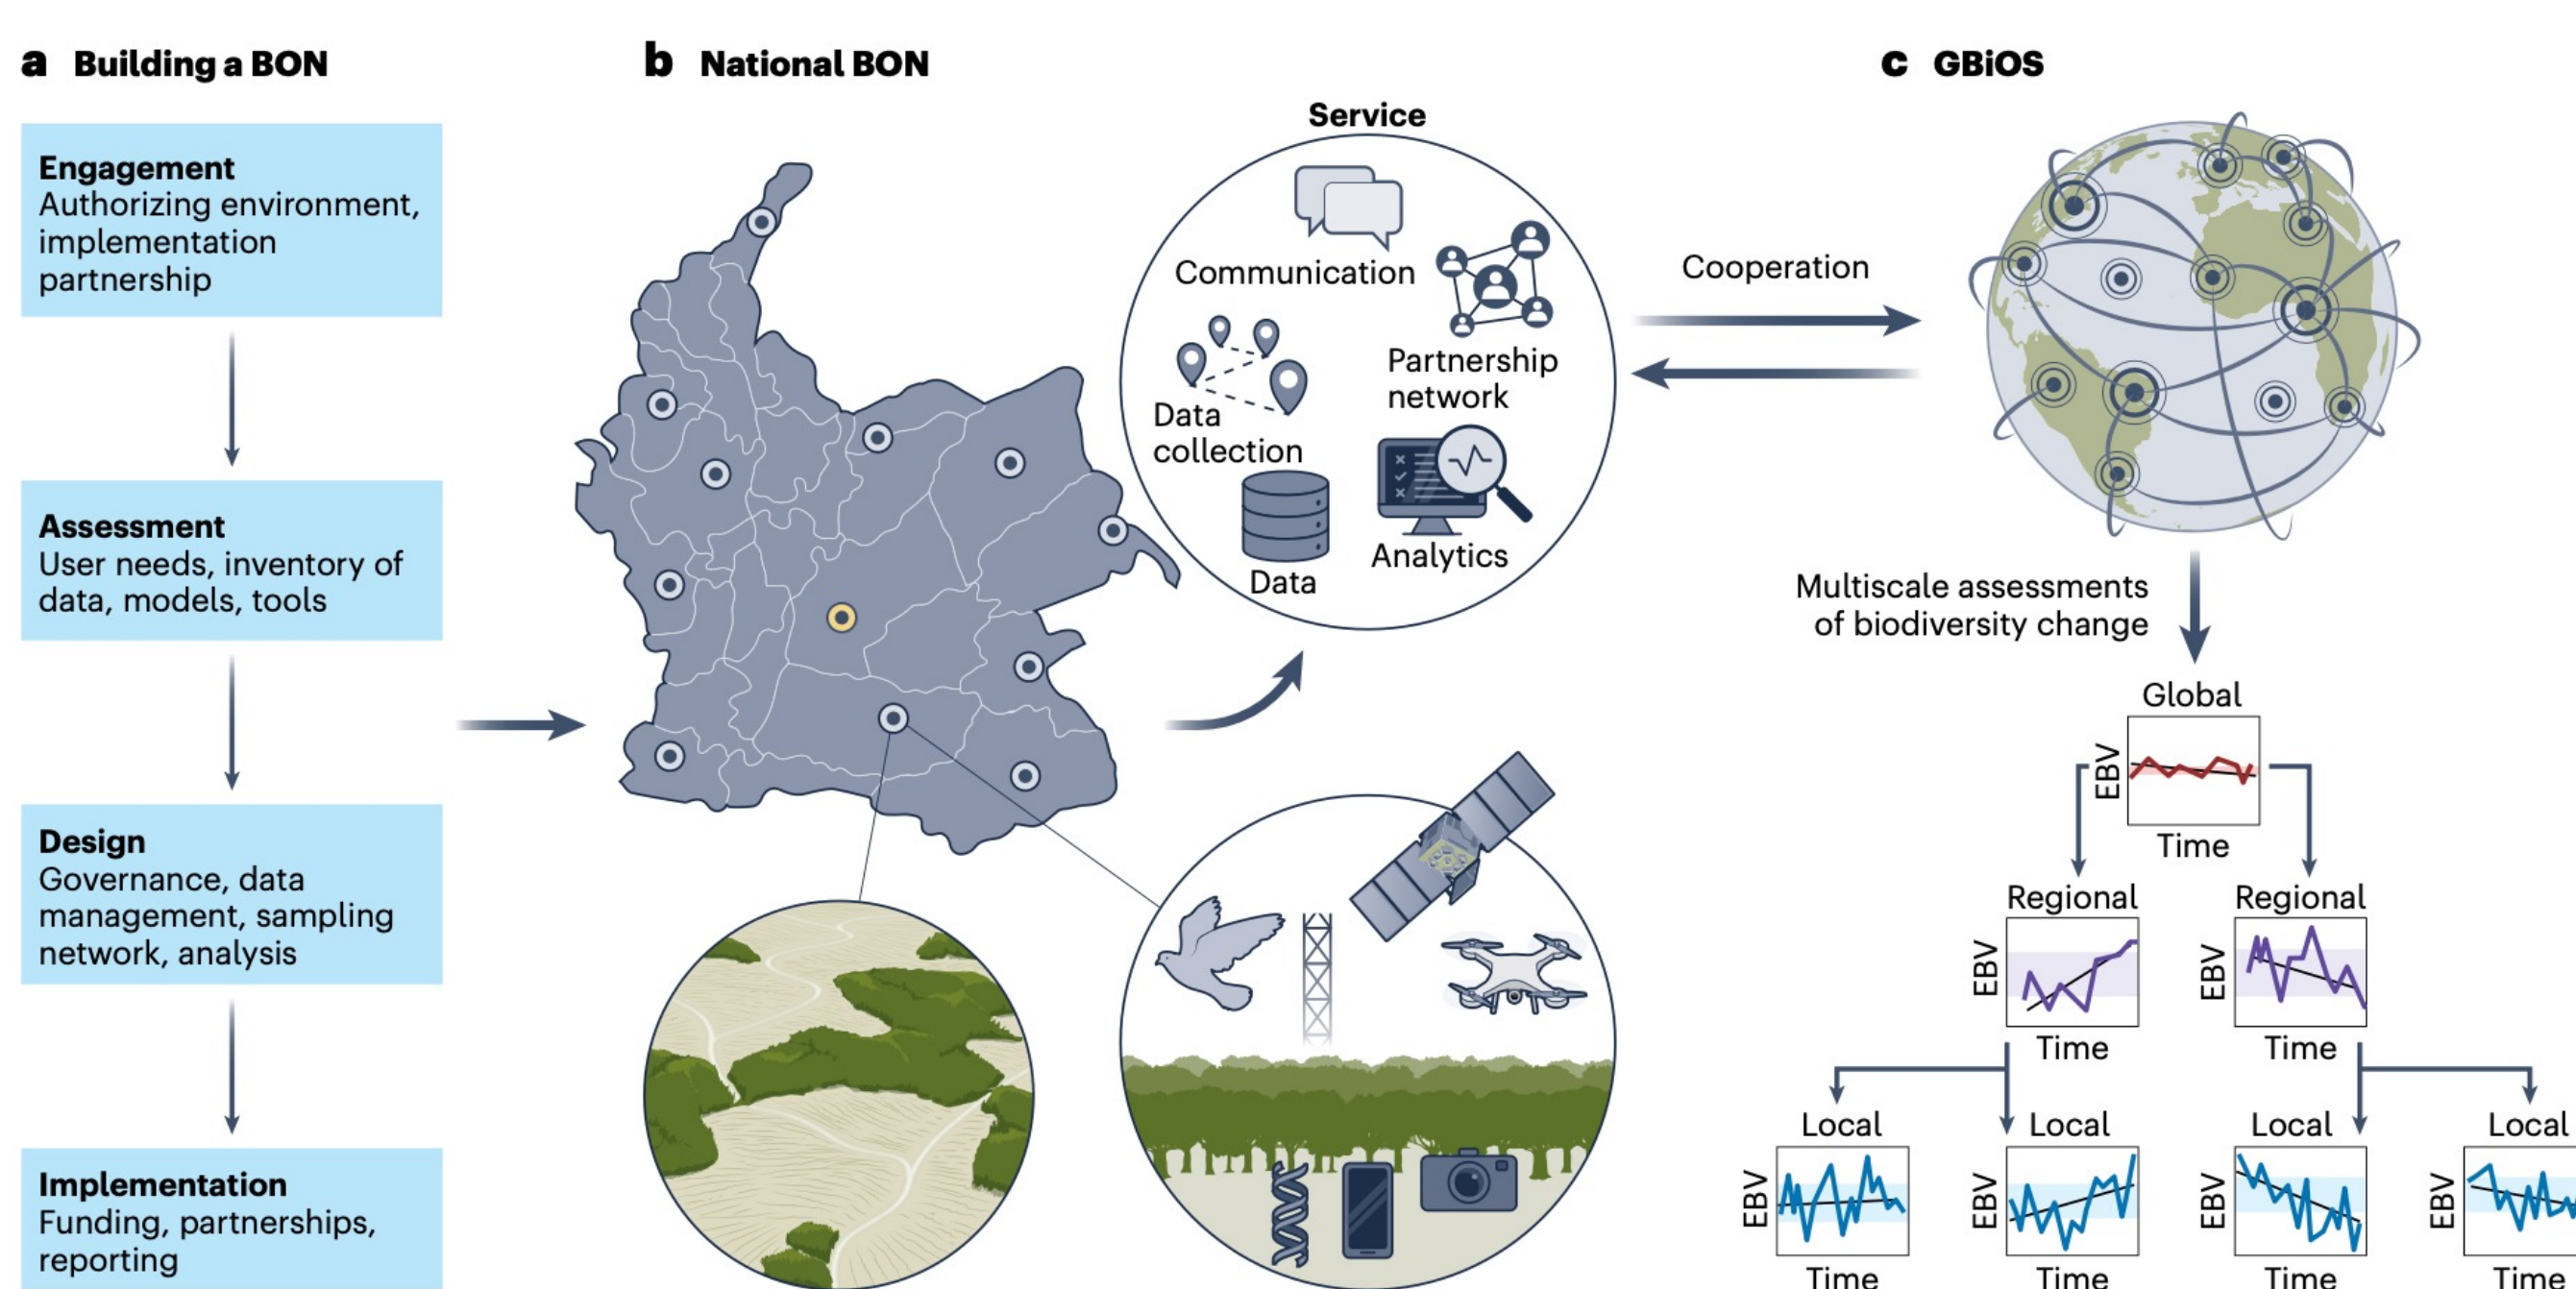 a Building a BON
Engagement
Authorizing environment,
implementation
partnership
Assessment
User needs, inventory of
data, models, tools
Design
Governance, data
management, sampling
network, analysis
Implementation
Funding, partnerships,
reporting
b National BON
Service
Communication
Partnership
network
Data
collection
Data
Analytics
Cooperation
c GBiOS
Multiscale assessments
of biodiversity change
Global
EBV
Time
Regional
EBV
Time
Regional
EBV
Time
Local
EBV
Time
Local
EBV
Time
Local
EBV
Time
Local
EBV
Time